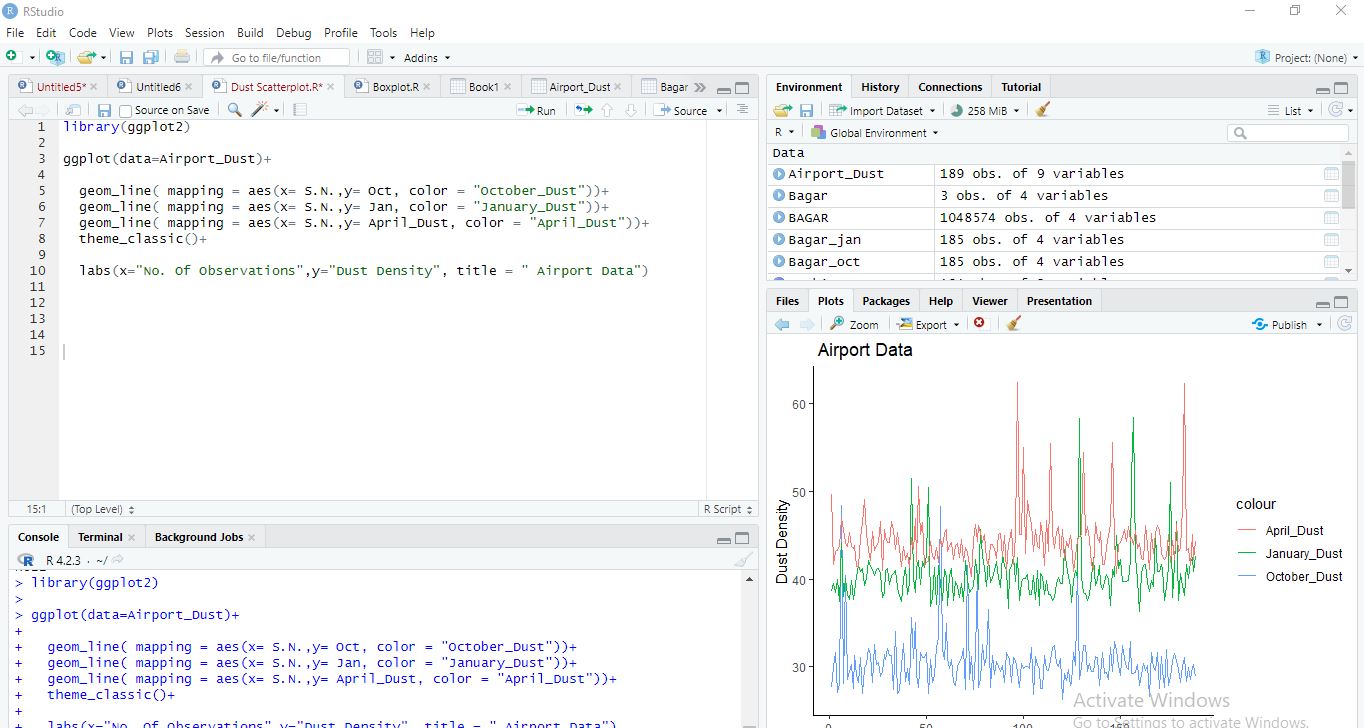 RStudio
File Edit Code View Plots Session Build Debug Profile Tools Help
Go to file/function Addins Project: (None)
Untitled5* Untitled6 Dust Scatterplot.R* Boxplot.R Book1 Airport_Dust Bagar
Source on Save Run Source
1 library(ggplot2)
2
3 ggplot(data=Airport_Dust)+
4
5 geom_line( mapping = aes(x= S.N.,y= Oct, color = "October_Dust"))+
6 geom_line( mapping = aes(x= S.N.,y= Jan, color = "January_Dust"))+
7 geom_line( mapping = aes(x= S.N.,y= April_Dust, color = "April_Dust"))+
8 theme_classic()+
9
10 labs(x="No. Of Observations",y="Dust Density", title = " Airport Data")
11
12
13
14
15
15:1 (Top Level) R Script
Console Terminal Background Jobs
R 4.2.3 · ~/
> library(ggplot2)
>
> ggplot(data=Airport_Dust)+
+
+ geom_line( mapping = aes(x= S.N.,y= Oct, color = "October_Dust"))+
+ geom_line( mapping = aes(x= S.N.,y= Jan, color = "January_Dust"))+
+ geom_line( mapping = aes(x= S.N.,y= April_Dust, color = "April_Dust"))+
+ theme_classic()+
+
+ labs(x="No. Of Observations",y="Dust Density", title = " Airport Data")
Environment History Connections Tutorial
Import Dataset 258 MiB List
R Global Environment
Data
Airport_Dust 189 obs. of 9 variables
Bagar 3 obs. of 4 variables
BAGAR 1048574 obs. of 4 variables
Bagar_jan 185 obs. of 4 variables
Bagar_oct 185 obs. of 4 variables
Files Plots Packages Help Viewer Presentation
Zoom Export Publish
Airport Data
60
50
40
30
Dust Density
0 50 100 150
colour
April_Dust
January_Dust
October_Dust
Activate Windows
Go to Settings to activate Windows.